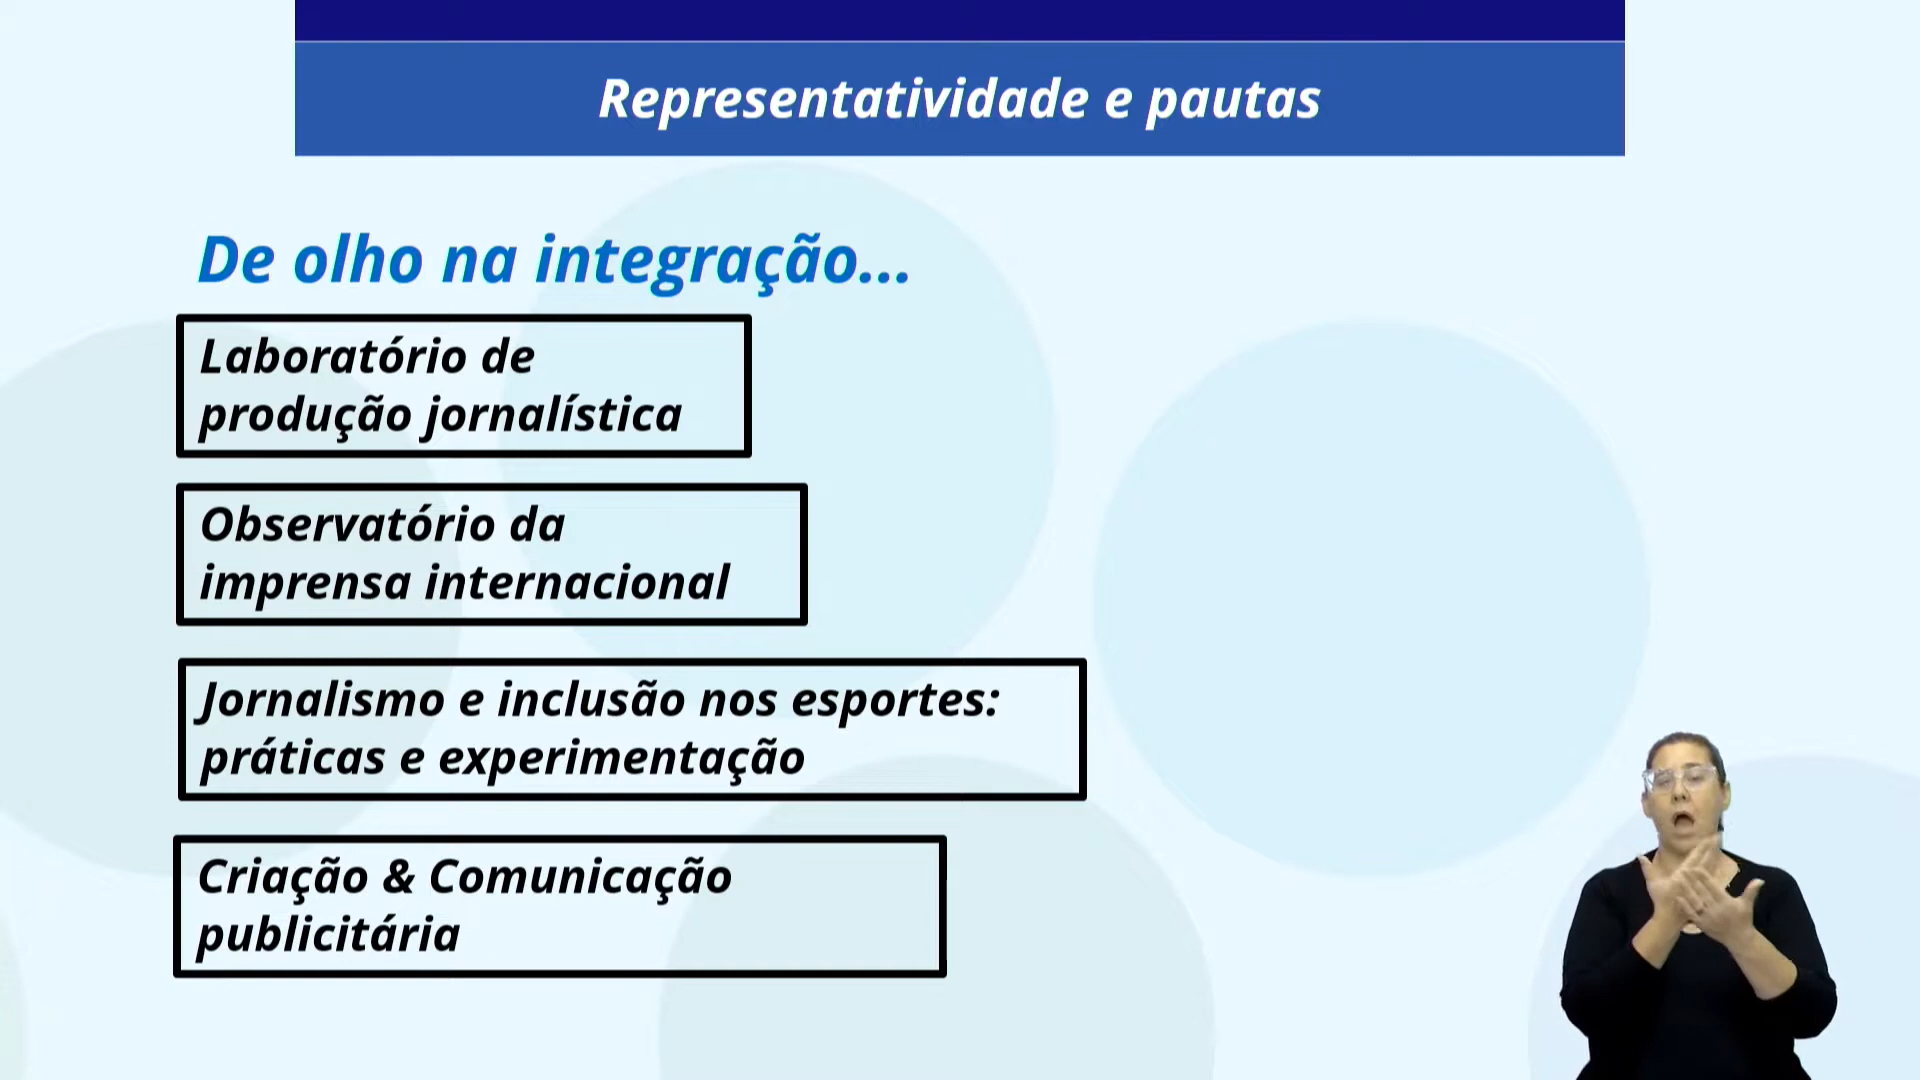 Representatividade e pautas
De olho na integração...
Laboratório de
produção jornalística
Observatório da
imprensa internacional
Jornalismo e inclusão nos esportes:
práticas e experimentação
Criação & Comunicação
publicitária